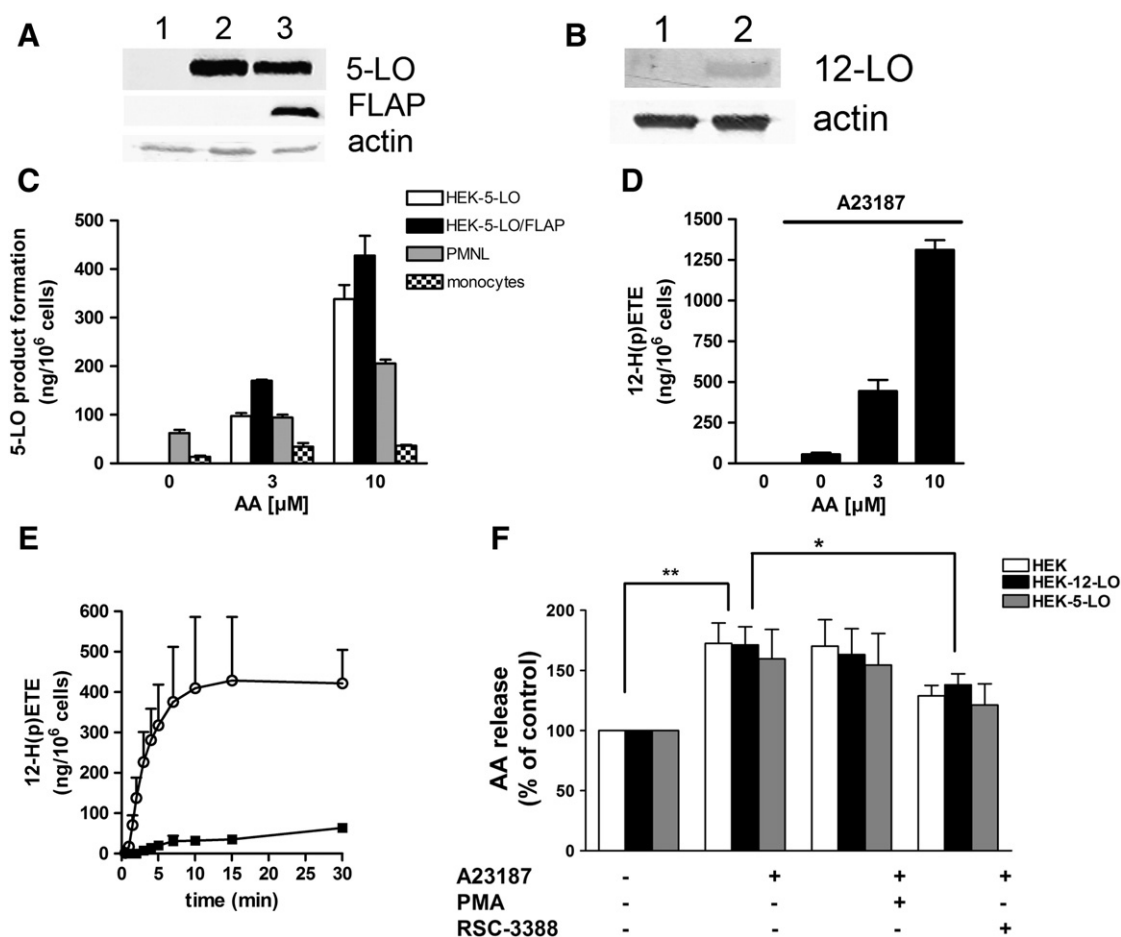 A
1 2 3
5-LO
FLAP
actin
B
1 2
12-LO
actin
C
5-LO product formation
(ng/10⁶ cells)
500
400
300
200
100
0
0 3 10
AA [µM]
HEK-5-LO
HEK-5-LO/FLAP
PMNL
monocytes
D
A23187
12-H(p)ETE
(ng/10⁶ cells)
1500
1250
1000
750
500
250
0
0 0 3 10
AA [µM]
E
12-H(p)ETE
(ng/10⁶ cells)
600
500
400
300
200
100
0
0 5 10 15 20 25 30
time (min)
F
**
*
HEK
HEK-12-LO
HEK-5-LO
AA release
(% of control)
200
150
100
50
0
A23187 - + + +
PMA - - + -
RSC-3388 - - - +